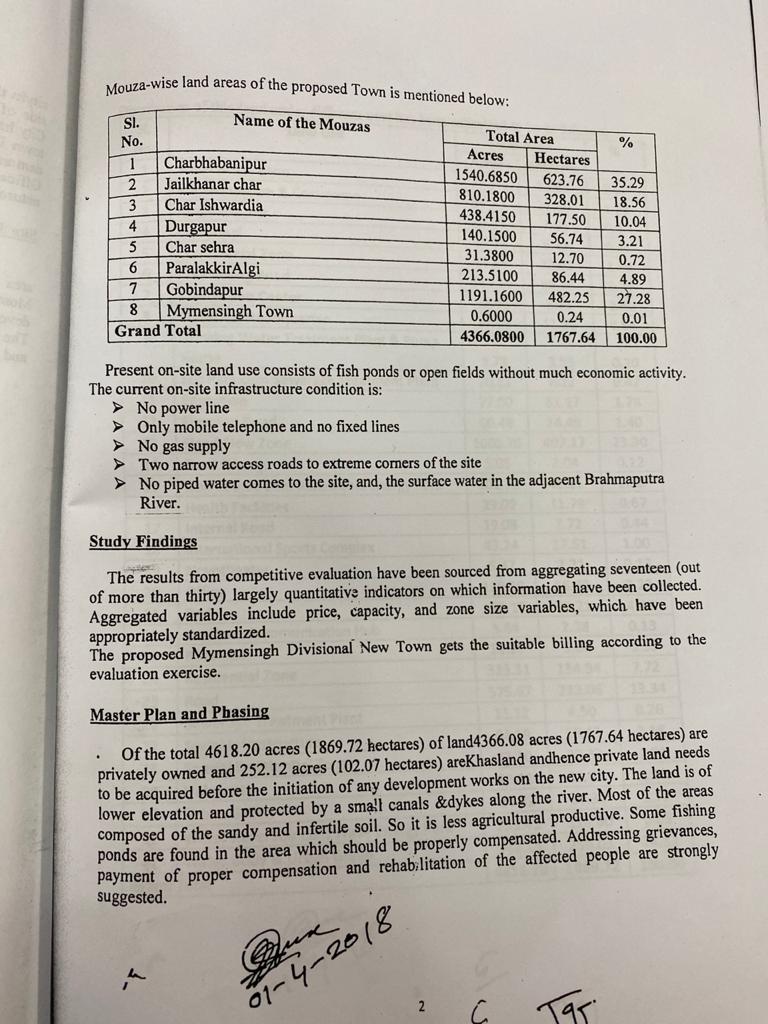 Mouza-wise land areas of the proposed Town is mentioned below:
Sl. No. Name of the Mouzas Total Area %
Acres Hectares
1 Charbhabanipur 1540.6850 623.76 35.29
2 Jailkhanar char 810.1800 328.01 18.56
3 Char Ishwardia 438.4150 177.50 10.04
4 Durgapur 140.1500 56.74 3.21
5 Char sehra 31.3800 12.70 0.72
6 ParalakkirAlgi 213.5100 86.44 4.89
7 Gobindapur 1191.1600 482.25 27.28
8 Mymensingh Town 0.6000 0.24 0.01
Grand Total 4366.0800 1767.64 100.00
Present on-site land use consists of fish ponds or open fields without much economic activity.
The current on-site infrastructure condition is:
➤ No power line
➤ Only mobile telephone and no fixed lines
➤ No gas supply
➤ Two narrow access roads to extreme corners of the site
➤ No piped water comes to the site, and, the surface water in the adjacent Brahmaputra
River.
Study Findings
The results from competitive evaluation have been sourced from aggregating seventeen (out
of more than thirty) largely quantitative indicators on which information have been collected.
Aggregated variables include price, capacity, and zone size variables, which have been
appropriately standardized.
The proposed Mymensingh Divisional New Town gets the suitable billing according to the
evaluation exercise.
Master Plan and Phasing
Of the total 4618.20 acres (1869.72 hectares) of land4366.08 acres (1767.64 hectares) are
privately owned and 252.12 acres (102.07 hectares) areKhasland andhence private land needs
to be acquired before the initiation of any development works on the new city. The land is of
lower elevation and protected by a small canals &dykes along the river. Most of the areas
composed of the sandy and infertile soil. So it is less agricultural productive. Some fishing
ponds are found in the area which should be properly compensated. Addressing grievances,
payment of proper compensation and rehabilitation of the affected people are strongly
suggested.
01-4-2018
2